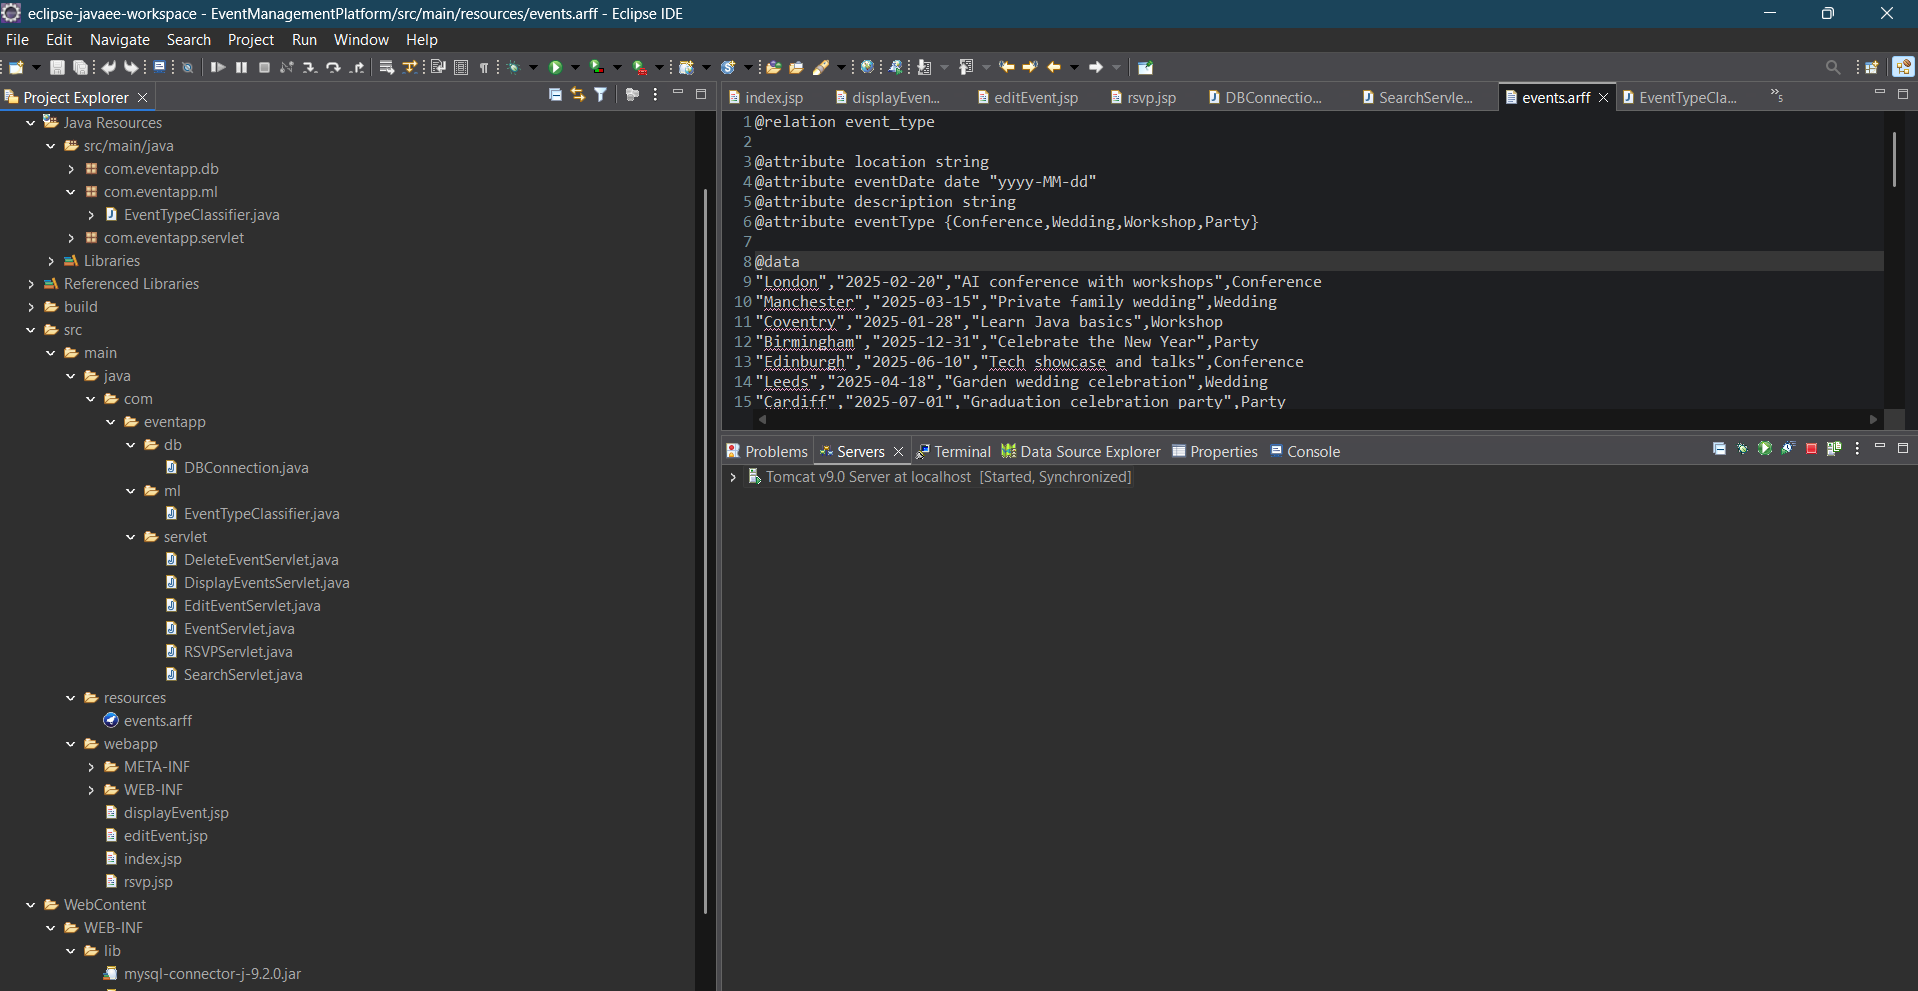 eclipse-javaee-workspace - EventManagementPlatform/src/main/resources/events.arff - Eclipse IDE
File Edit Navigate Search Project Run Window Help
Project Explorer
Java Resources
src/main/java
com.eventapp.db
com.eventapp.ml
EventTypeClassifier.java
com.eventapp.servlet
Libraries
Referenced Libraries
build
src
main
java
com
eventapp
db
DBConnection.java
ml
EventTypeClassifier.java
servlet
DeleteEventServlet.java
DisplayEventsServlet.java
EditEventServlet.java
EventServlet.java
RSVPServlet.java
SearchServlet.java
resources
events.arff
webapp
META-INF
WEB-INF
displayEvent.jsp
editEvent.jsp
index.jsp
rsvp.jsp
WebContent
WEB-INF
lib
mysql-connector-j-9.2.0.jar
index.jsp displayEven... editEvent.jsp rsvp.jsp DBConnectio... SearchServle... events.arff EventTypeCla... »5
1 @relation event_type
2
3 @attribute location string
4 @attribute eventDate date "yyyy-MM-dd"
5 @attribute description string
6 @attribute eventType {Conference,Wedding,Workshop,Party}
7
8 @data
9 "London","2025-02-20","AI conference with workshops",Conference
10 "Manchester","2025-03-15","Private family wedding",Wedding
11 "Coventry","2025-01-28","Learn Java basics",Workshop
12 "Birmingham","2025-12-31","Celebrate the New Year",Party
13 "Edinburgh","2025-06-10","Tech showcase and talks",Conference
14 "Leeds","2025-04-18","Garden wedding celebration",Wedding
15 "Cardiff","2025-07-01","Graduation celebration party",Party
Problems Servers Terminal Data Source Explorer Properties Console
Tomcat v9.0 Server at localhost [Started, Synchronized]